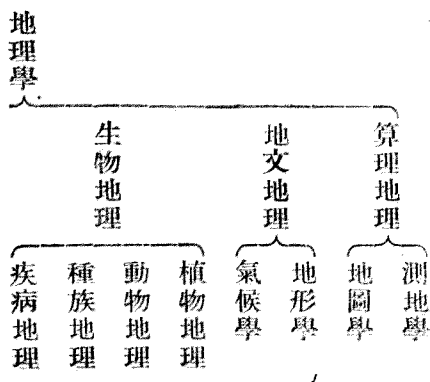 地理學
算理地理
地文地理
生物地理
測地學
地圖學
地形學
氣候學
植物地理
動物地理
種族地理
疾病地理